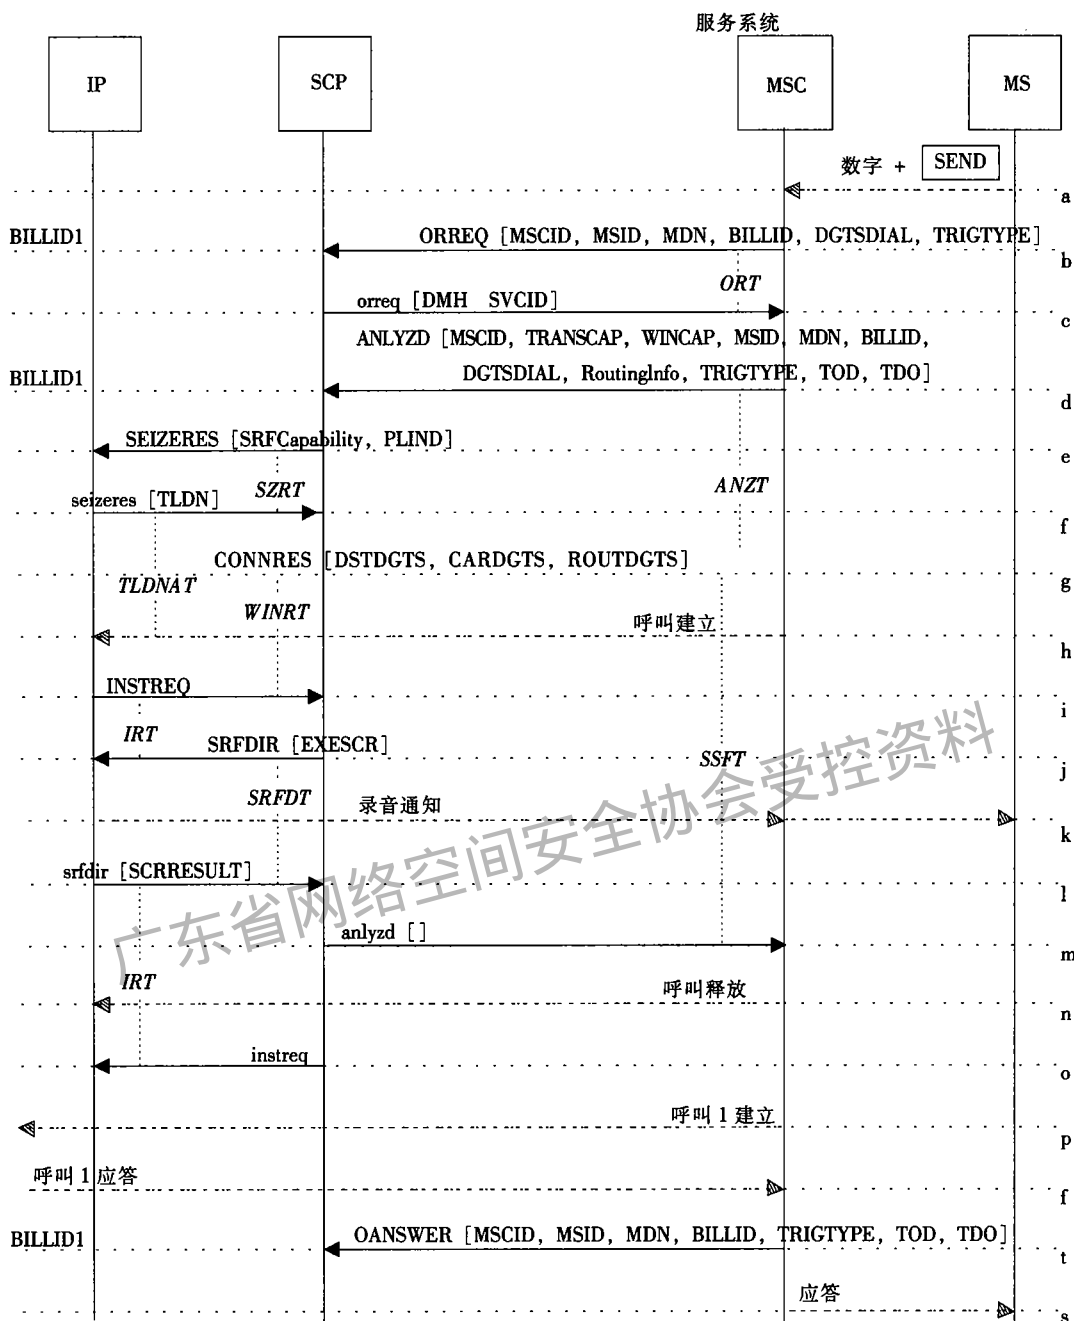 服务系统
IP
SCP
MSC
MS
数字 + SEND
a
BILLID1
ORREQ [MSCID, MSID, MDN, BILLID, DGTSDIAL, TRIGTYPE]
b
ORT
orreq [DMH SVCID]
c
ANLYZD [MSCID, TRANSCAP, WINCAP, MSID, MDN, BILLID,
BILLID1
DGTSDIAL, RoutingInfo, TRIGTYPE, TOD, TDO]
d
SEIZERES [SRFCapability, PLIND]
e
SZRT
ANZT
seizeres [TLDN]
f
CONNRES [DSTDGTS, CARDGTS, ROUTDGTS]
g
TLDNAT
WINRT
呼叫建立
h
INSTREQ
i
IRT
SRFDIR [EXESCR]
SSFT
j
SRFDT
录音通知
k
srfdir [SCRRESULT]
l
anlyzd []
m
IRT
呼叫释放
n
instreq
o
呼叫 1 建立
p
呼叫 1 应答
f
BILLID1
OANSWER [MSCID, MSID, MDN, BILLID, TRIGTYPE, TOD, TDO]
t
应答
s
广东省网络空间安全协会受控资料